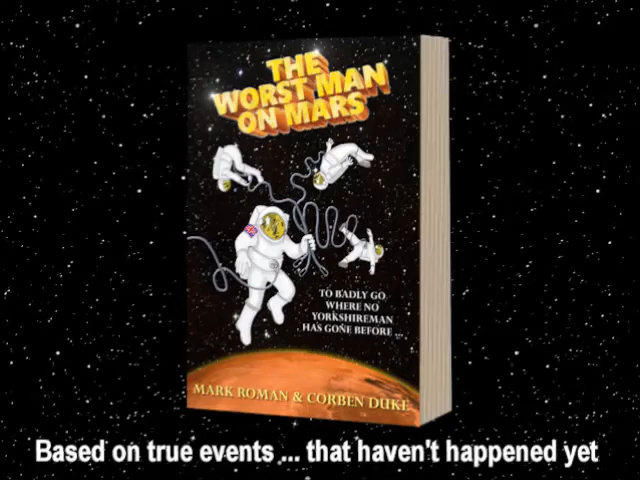 THE
WORST MAN
ON MARS
TO BADLY GO
WHERE NO
YORKSHIREMAN
HAS GONE BEFORE ...
MARK ROMAN & CORBEN DUKE
Based on true events ... that haven't happened yet